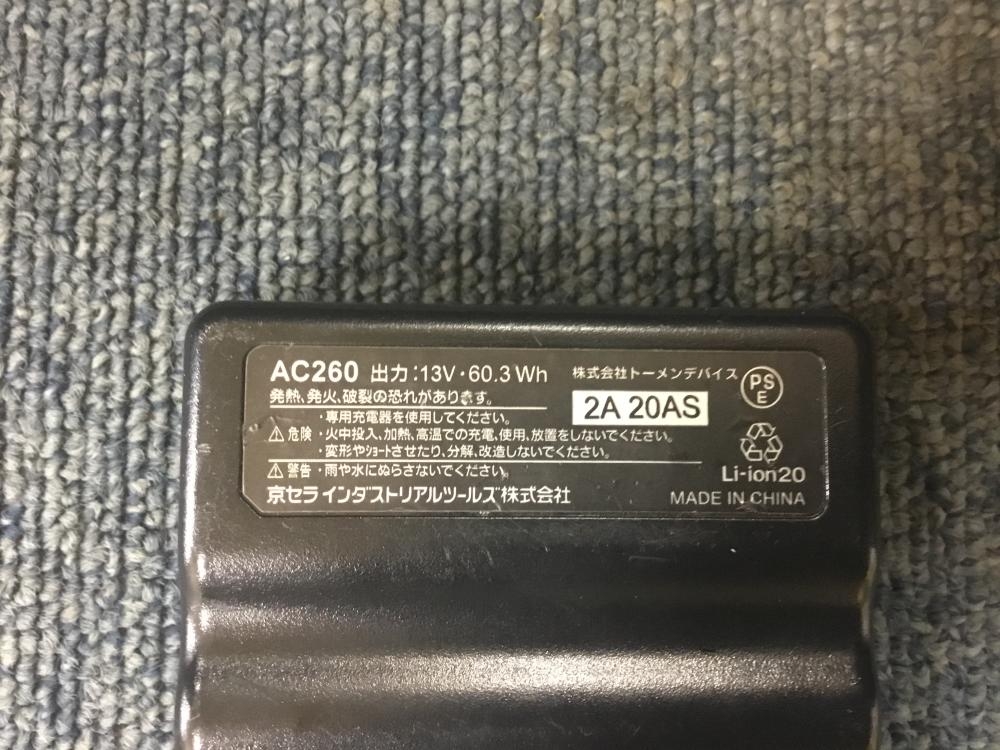 AC260 出力:13V・60.3Wh 株式会社トーメンデバイス
PS
E
発熱、発火、破裂の恐れがあります。
2A 20AS
・専用充電器を使用してください。
⚠危険・火中投入、加熱、高温での充電、使用、放置をしないでください。
・変形やショートさせたり、分解、改造しないでください。
⚠警告・雨や水にぬらさないでください。
Li-ion20
京セラインダストリアルツールズ株式会社 MADE IN CHINA